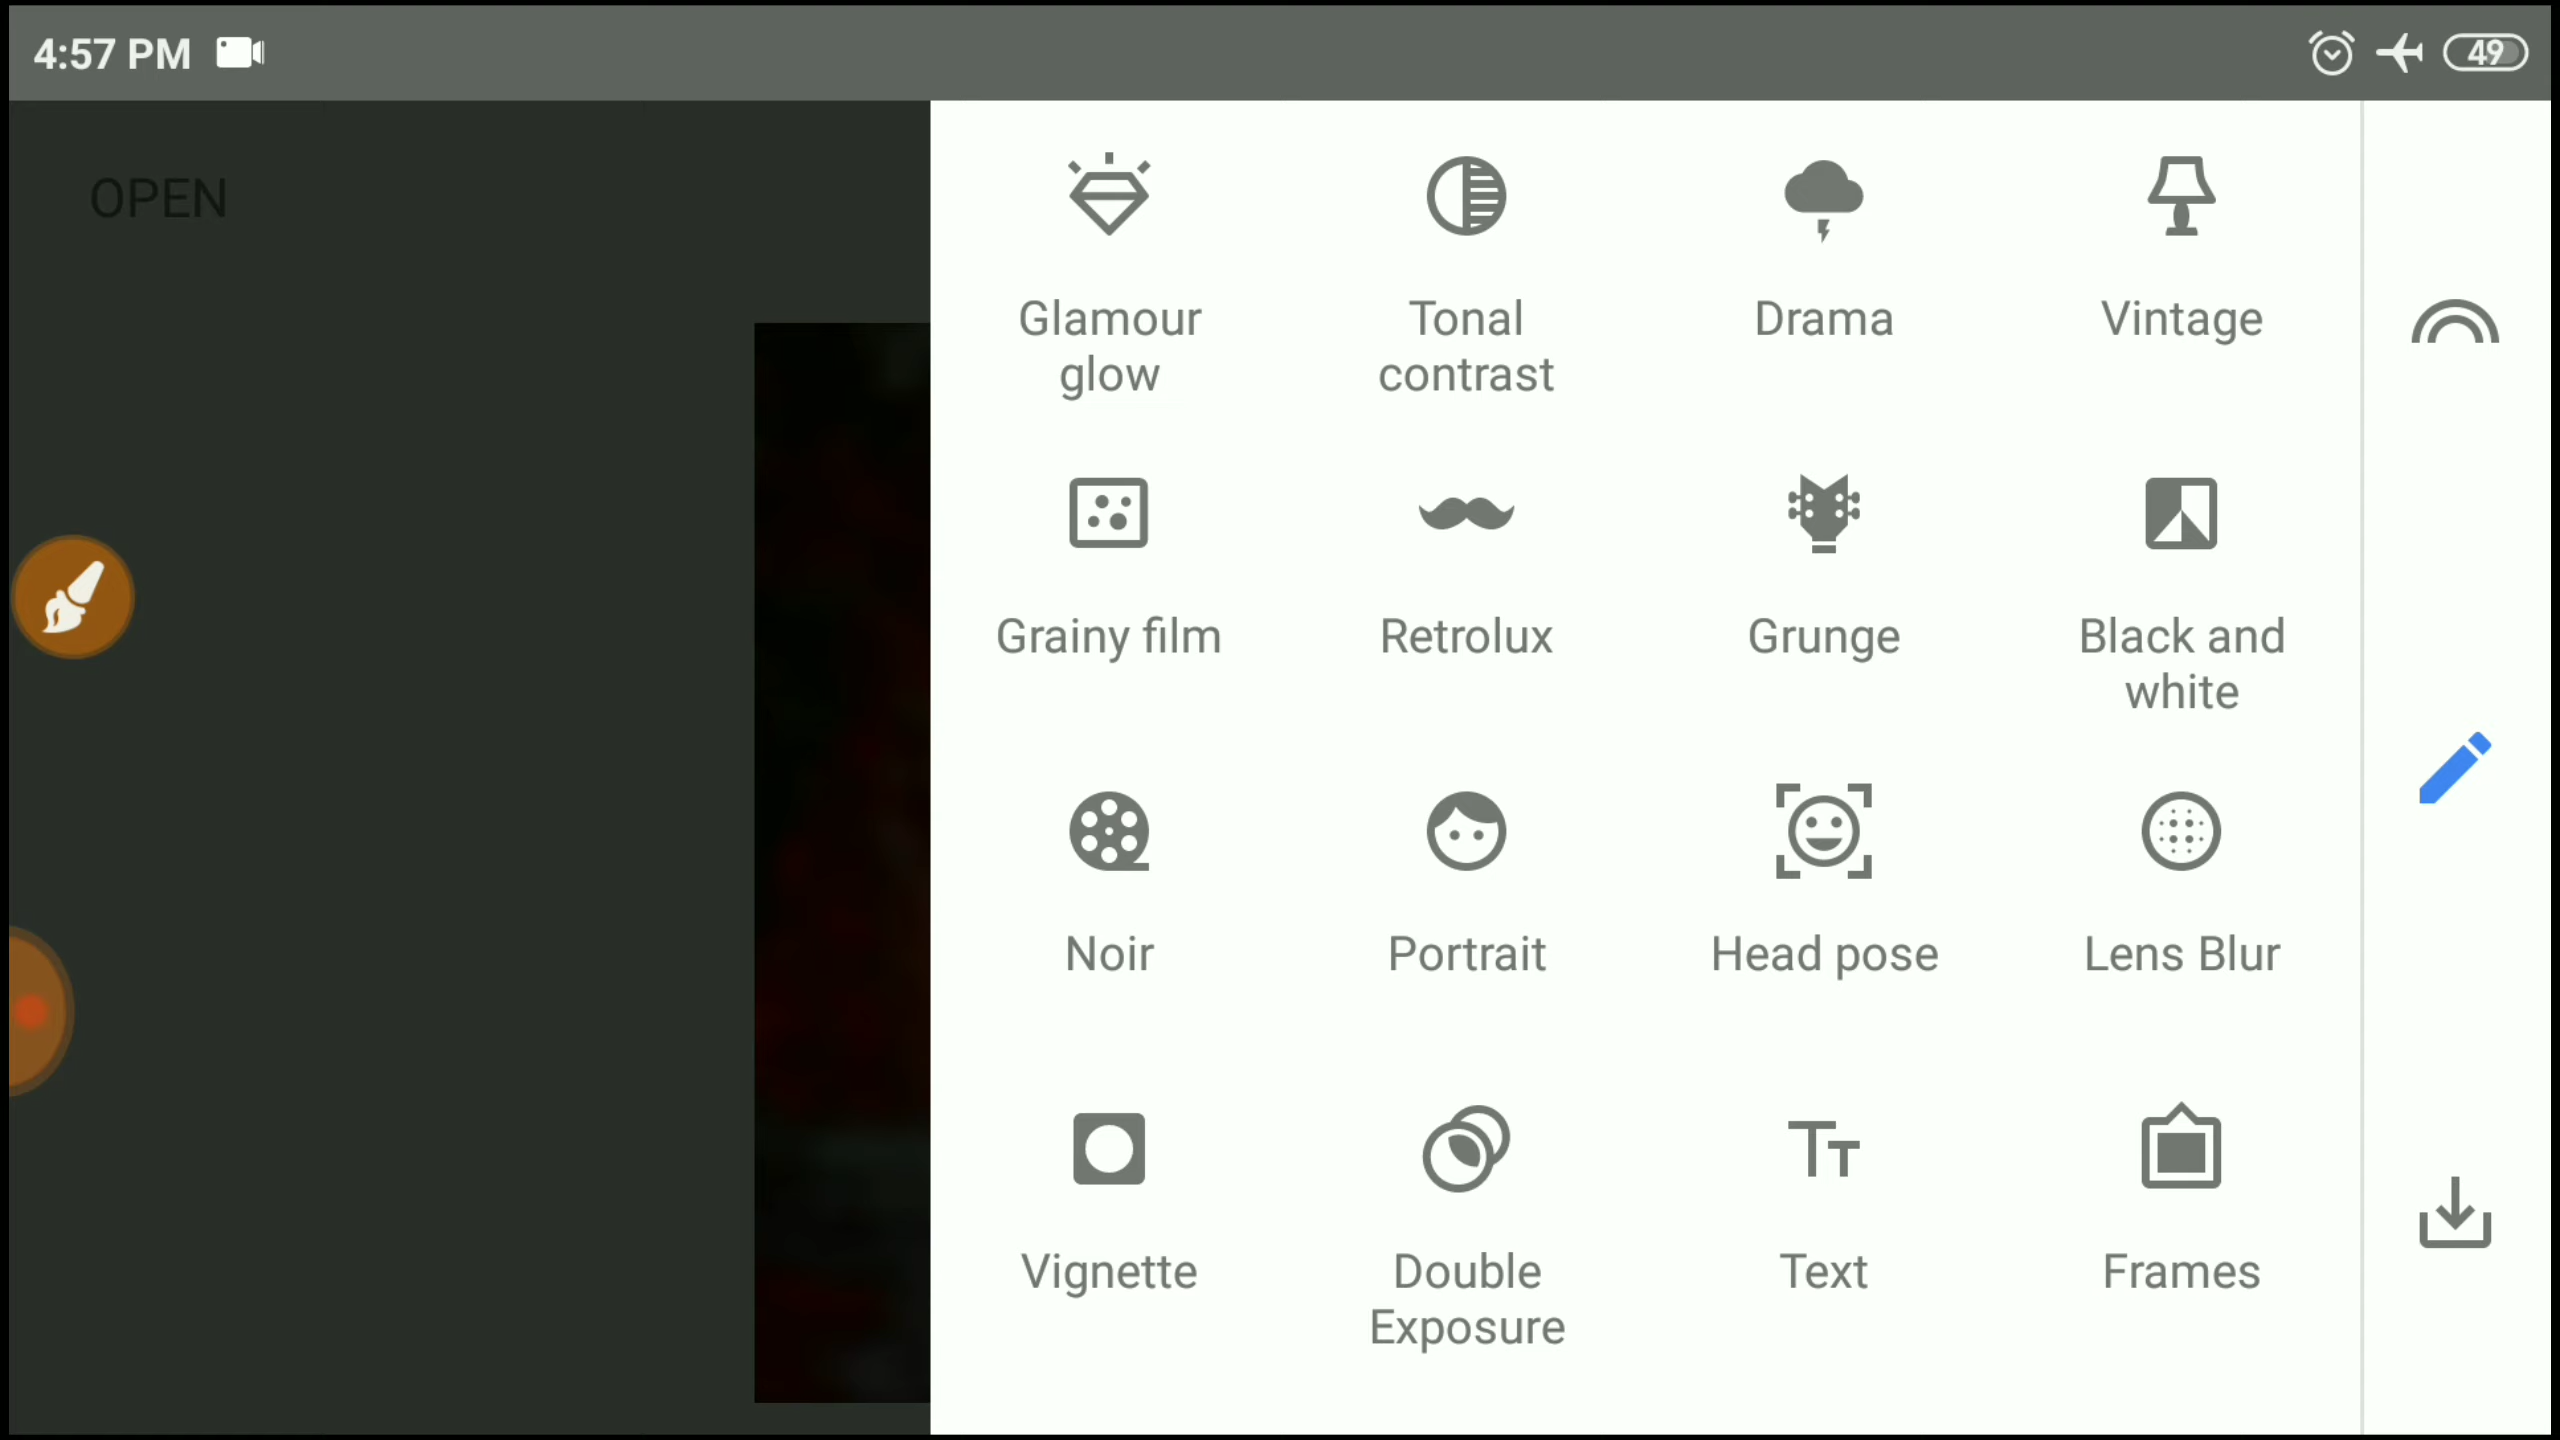 4:57 PM
49
OPEN
Glamour
glow
Tonal
contrast
Drama
Vintage
Grainy film
Retrolux
Grunge
Black and
white
Noir
Portrait
Head pose
Lens Blur
Vignette
Double
Exposure
Text
Frames